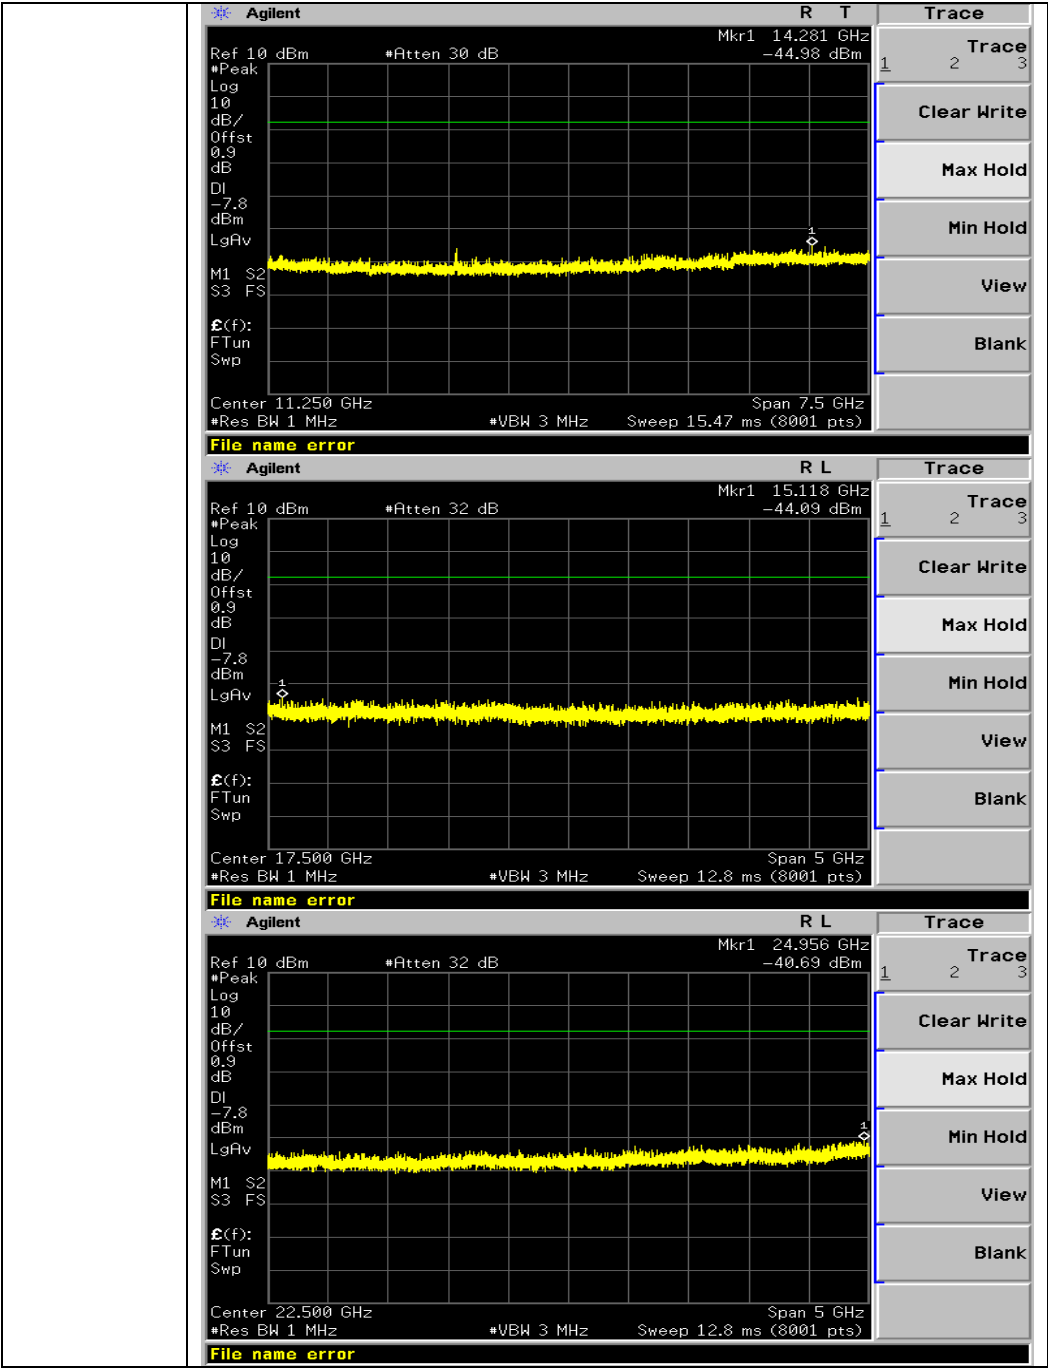 Agilent R T Trace
Mkr1 14.281 GHz
Ref 10 dBm #Atten 30 dB -44.98 dBm
Trace
1 2 3
#Peak
Log
10
dB/
Offst
0.9
dB
DI
-7.8
dBm
LgAv
1
M1 S2
S3 FS
£(f):
FTun
Swp
Center 11.250 GHz Span 7.5 GHz
#Res BW 1 MHz #VBW 3 MHz Sweep 15.47 ms (8001 pts)
Clear Write
Max Hold
Min Hold
View
Blank
File name error
Agilent R L Trace
Mkr1 15.118 GHz
Ref 10 dBm #Atten 32 dB -44.09 dBm
Trace
1 2 3
#Peak
Log
10
dB/
Offst
0.9
dB
DI
-7.8
dBm
LgAv
1
M1 S2
S3 FS
£(f):
FTun
Swp
Center 17.500 GHz Span 5 GHz
#Res BW 1 MHz #VBW 3 MHz Sweep 12.8 ms (8001 pts)
Clear Write
Max Hold
Min Hold
View
Blank
File name error
Agilent R L Trace
Mkr1 24.956 GHz
Ref 10 dBm #Atten 32 dB -40.69 dBm
Trace
1 2 3
#Peak
Log
10
dB/
Offst
0.9
dB
DI
-7.8
dBm
LgAv
1
M1 S2
S3 FS
£(f):
FTun
Swp
Center 22.500 GHz Span 5 GHz
#Res BW 1 MHz #VBW 3 MHz Sweep 12.8 ms (8001 pts)
Clear Write
Max Hold
Min Hold
View
Blank
File name error